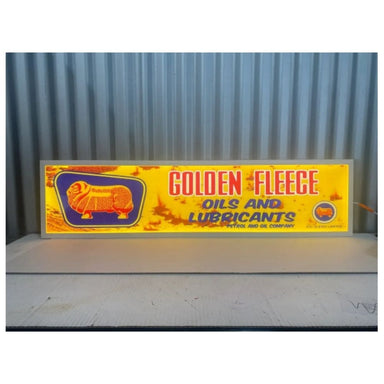 GOLDEN FLEECE
OILS AND
LUBRICANTS
PETROL AND OIL COMPANY